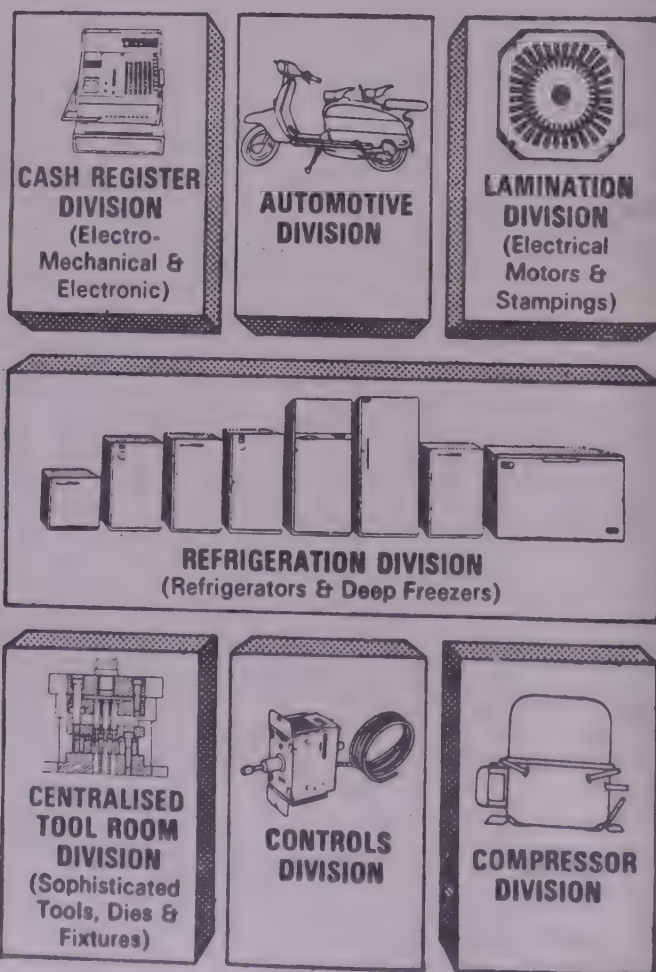 CASH REGISTER
DIVISION
(Electro-
Mechanical &
Electronic)
AUTOMOTIVE
DIVISION
LAMINATION
DIVISION
(Electrical
Motors &
Stampings)
REFRIGERATION DIVISION
(Refrigerators & Deep Freezers)
CENTRALISED
TOOL ROOM
DIVISION
(Sophisticated
Tools, Dies &
Fixtures)
CONTROLS
DIVISION
COMPRESSOR
DIVISION